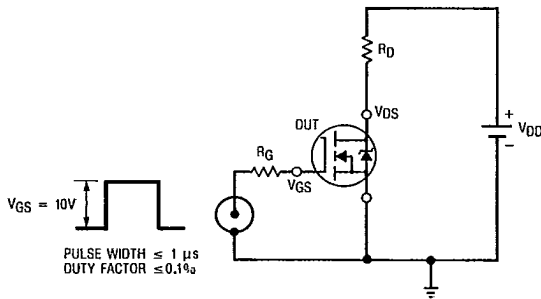 RD
VDS
DUT
+
VDD
−
RG
VGS
VGS = 10V
PULSE WIDTH ≤ 1 μs
DUTY FACTOR ≤ 0.1%